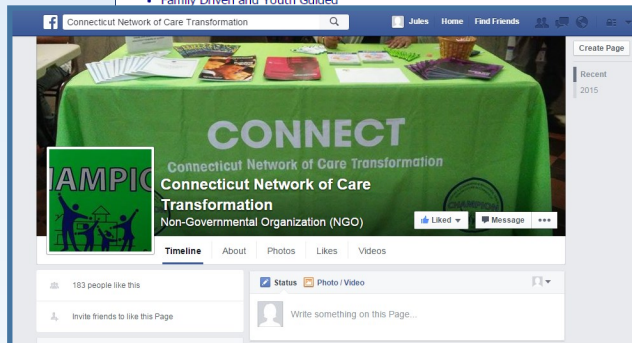 • Family Driven and Youth Guided
f Connecticut Network of Care Transformation Jules Home Find Friends
Create Page
Recent
2015
CONNECT
Connecticut Network of Care Transformation
CHAMPION
AMPIO
Connecticut Network of Care
Transformation
Non-Governmental Organization (NGO)
Liked Message •••
Timeline About Photos Likes Videos
183 people like this
Invite friends to like this Page
Status Photo / Video
Write something on this Page...